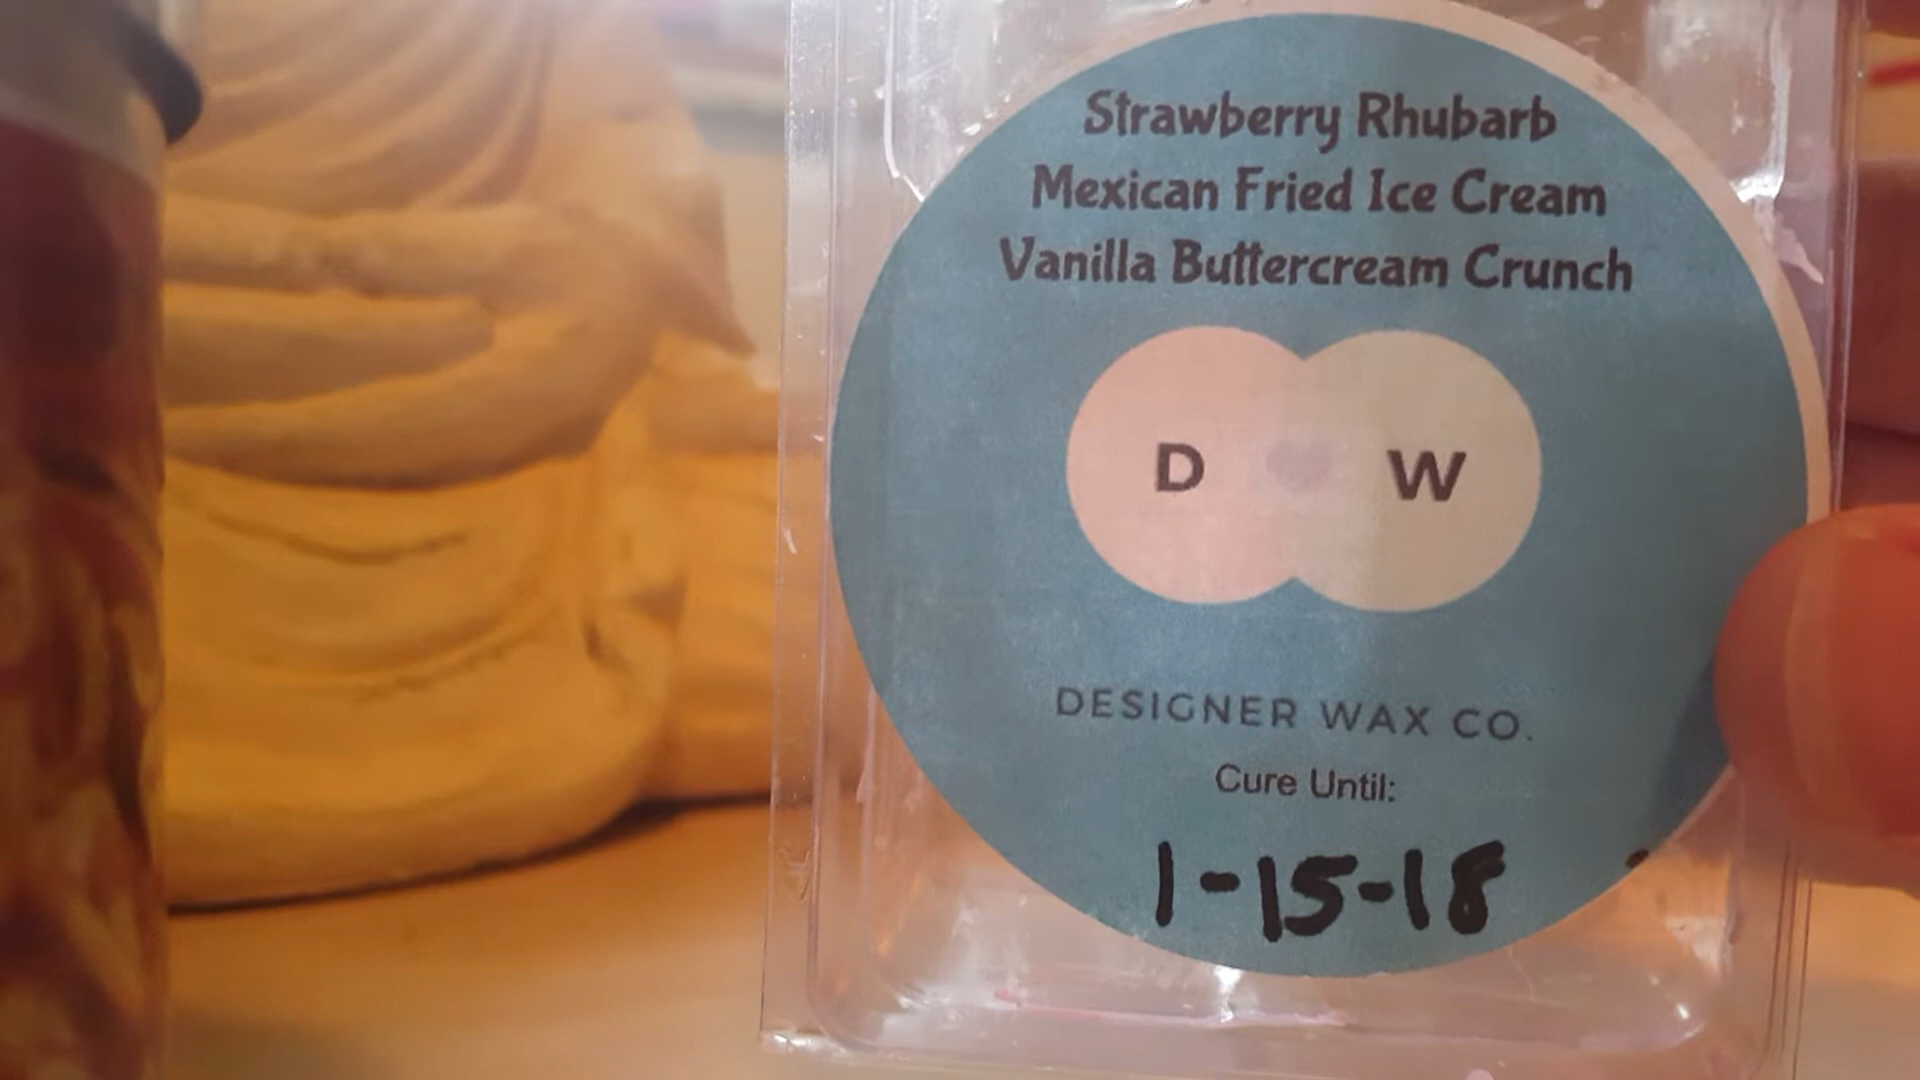 Strawberry Rhubarb
Mexican Fried Ice Cream
Vanilla Buttercream Crunch
D W
DESIGNER WAX CO.
Cure Until:
1-15-18